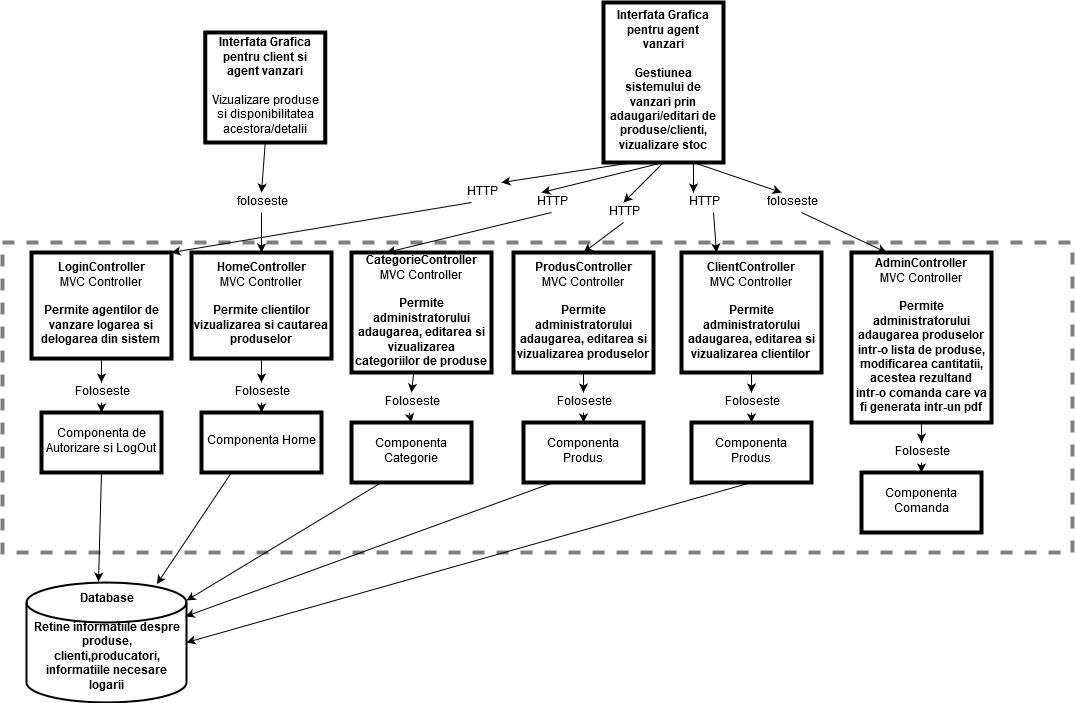 Interfata Grafica
pentru client si
agent vanzari
Vizualizare produse
si disponibilitatea
acestora/detalii
Interfata Grafica
pentru agent
vanzari
Gestiunea
sistemului de
vanzari prin
adaugari/editari de
produse/clienti,
vizualizare stoc
foloseste
HTTP
HTTP
HTTP
HTTP
foloseste
LoginController
MVC Controller
Permite agentilor de
vanzare logarea si
delogarea din sistem
HomeController
MVC Controller
Permite clientilor
vizualizarea si cautarea
produselor
CategorieController
MVC Controller
Permite
administratorului
adaugarea, editarea si
vizualizarea
categoriilor de produse
ProdusController
MVC Controller
Permite
administratorului
adaugarea, editarea si
vizualizarea produselor
ClientController
MVC Controller
Permite
administratorului
adaugarea, editarea si
vizualizarea clientilor
AdminController
MVC Controller
Permite
administratorului
adaugarea produselor
intr-o lista de produse,
modificarea cantitatii,
acestea rezultand
intr-o comanda care va
fi generata intr-un pdf
Foloseste
Foloseste
Foloseste
Foloseste
Foloseste
Foloseste
Componenta de
Autorizare si LogOut
Componenta Home
Componenta
Categorie
Componenta
Produs
Componenta
Produs
Componenta
Comanda
Database
Retine informatiile despre
produse,
clienti,producatori,
informatiile necesare
logarii